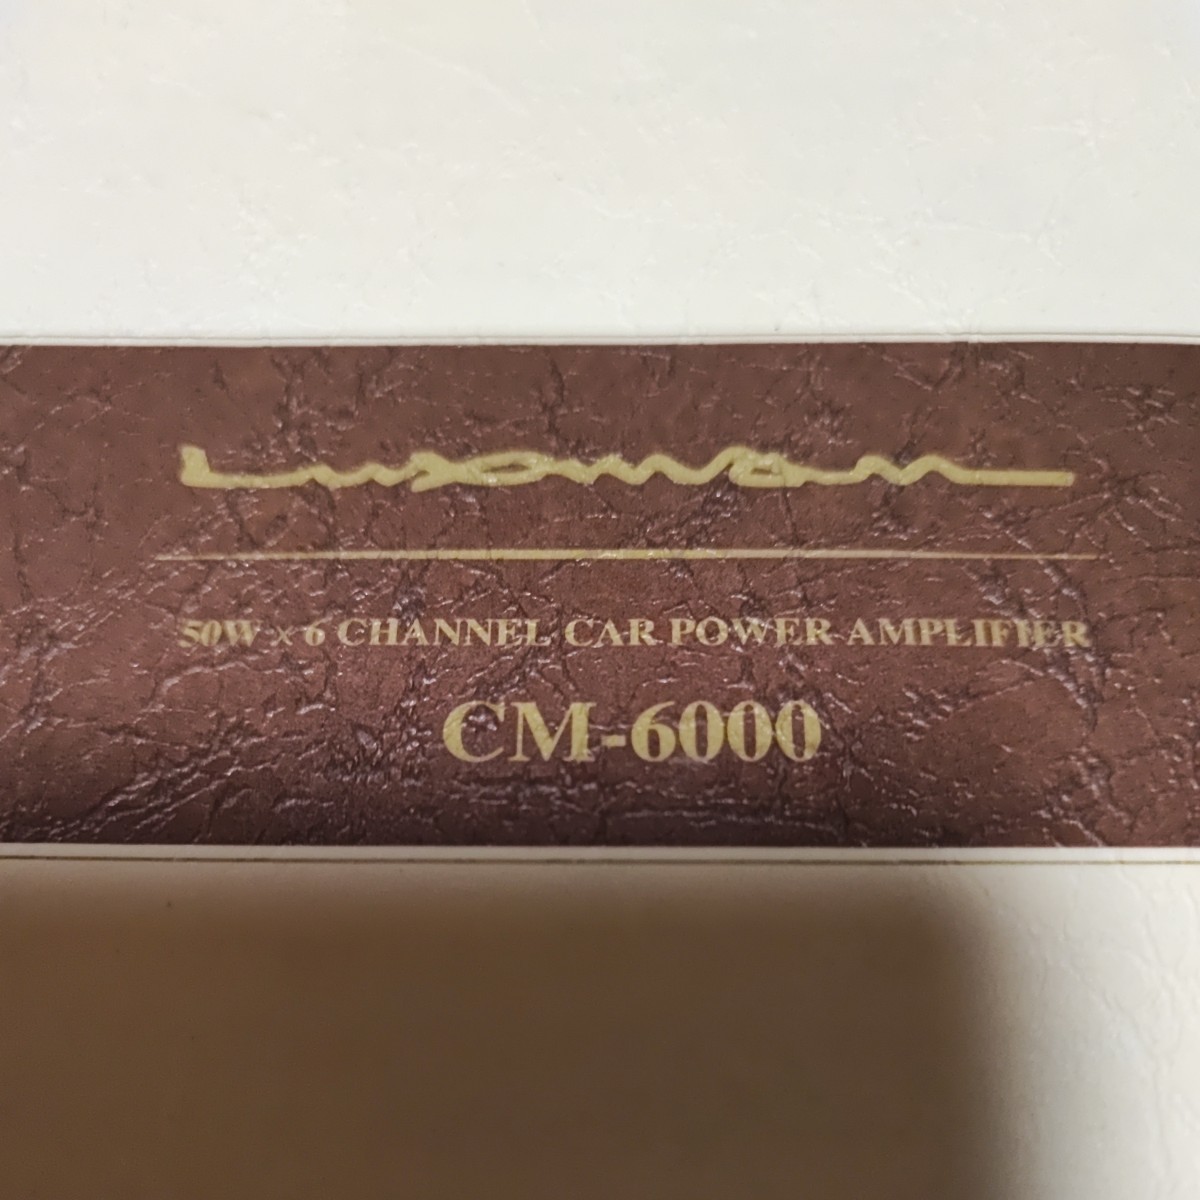 Luxman
50W x 6 CHANNEL CAR POWER AMPLIFIER
CM-6000